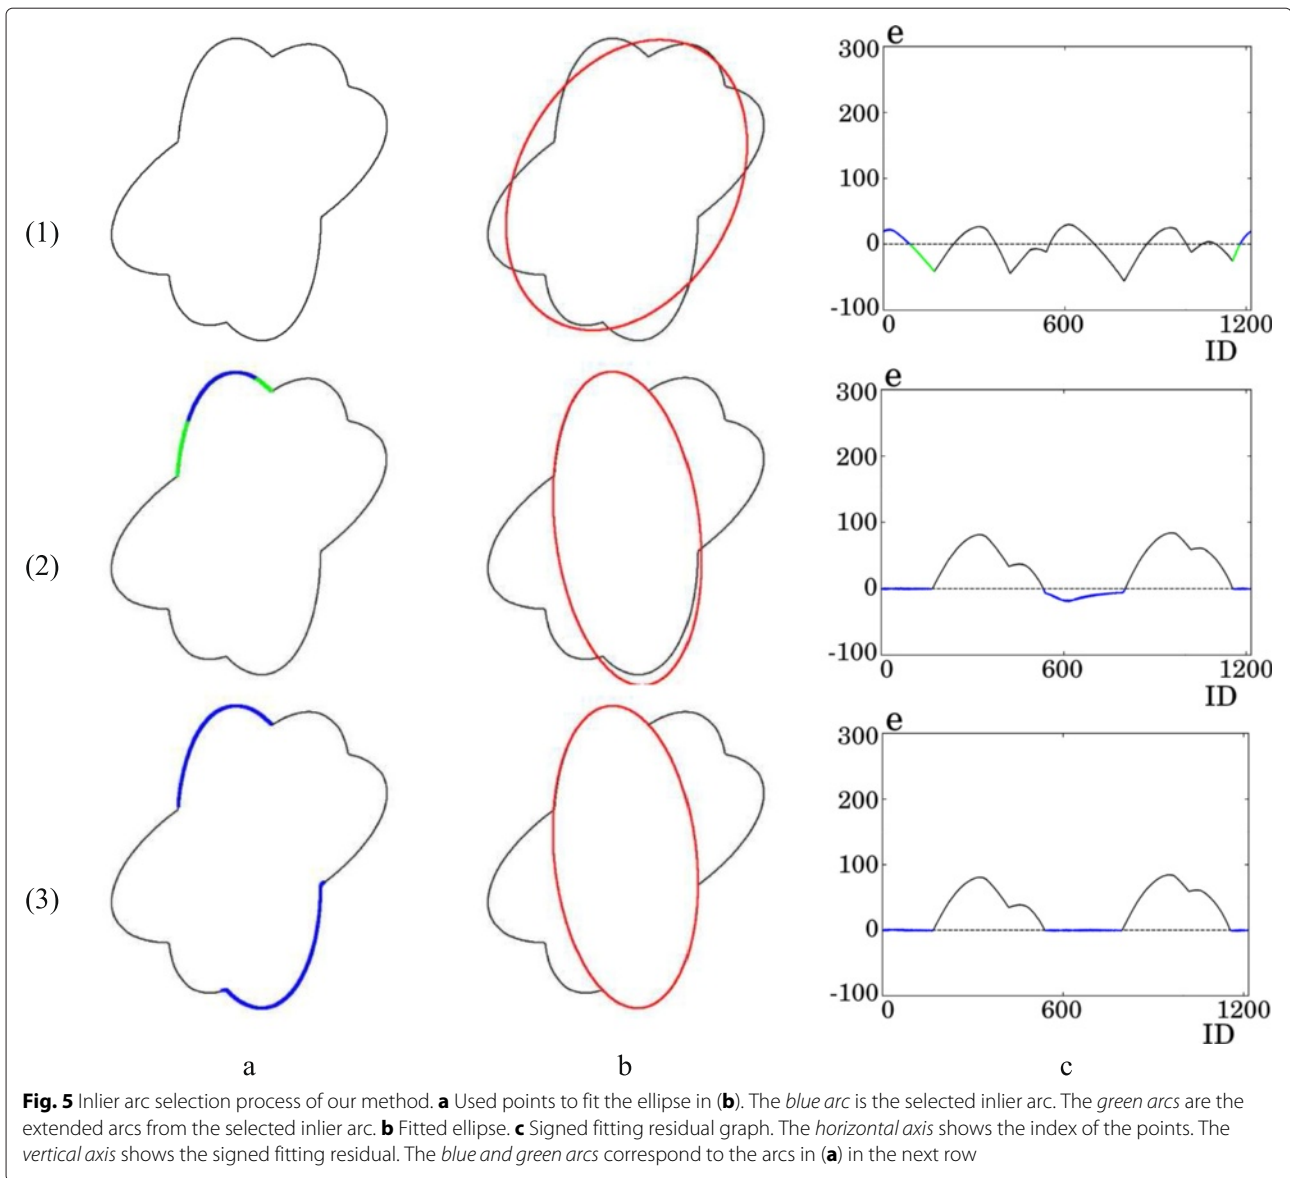 e
300
200
100
0
-100
0 600 1200
ID
(1)
e
300
200
100
0
-100
0 600 1200
ID
(2)
e
300
200
100
0
-100
0 600 1200
ID
(3)
a b c
Fig. 5 Inlier arc selection process of our method. a Used points to fit the ellipse in (b). The blue arc is the selected inlier arc. The green arcs are the
extended arcs from the selected inlier arc. b Fitted ellipse. c Signed fitting residual graph. The horizontal axis shows the index of the points. The
vertical axis shows the signed fitting residual. The blue and green arcs correspond to the arcs in (a) in the next row